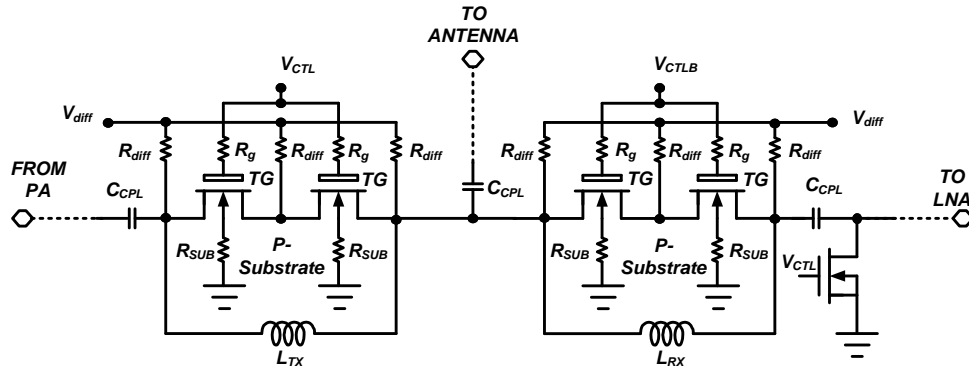 TO
ANTENNA
V_CTL
V_CTLB
V_diff
V_diff
R_diff
R_g
R_diff
R_g
R_diff
R_diff
R_g
R_diff
R_g
R_diff
FROM
PA
TG
TG
C_CPL
TG
TG
C_CPL
TO
LNA
C_CPL
R_SUB
P-
Substrate
R_SUB
R_SUB
P-
Substrate
R_SUB
V_CTL
L_TX
L_RX